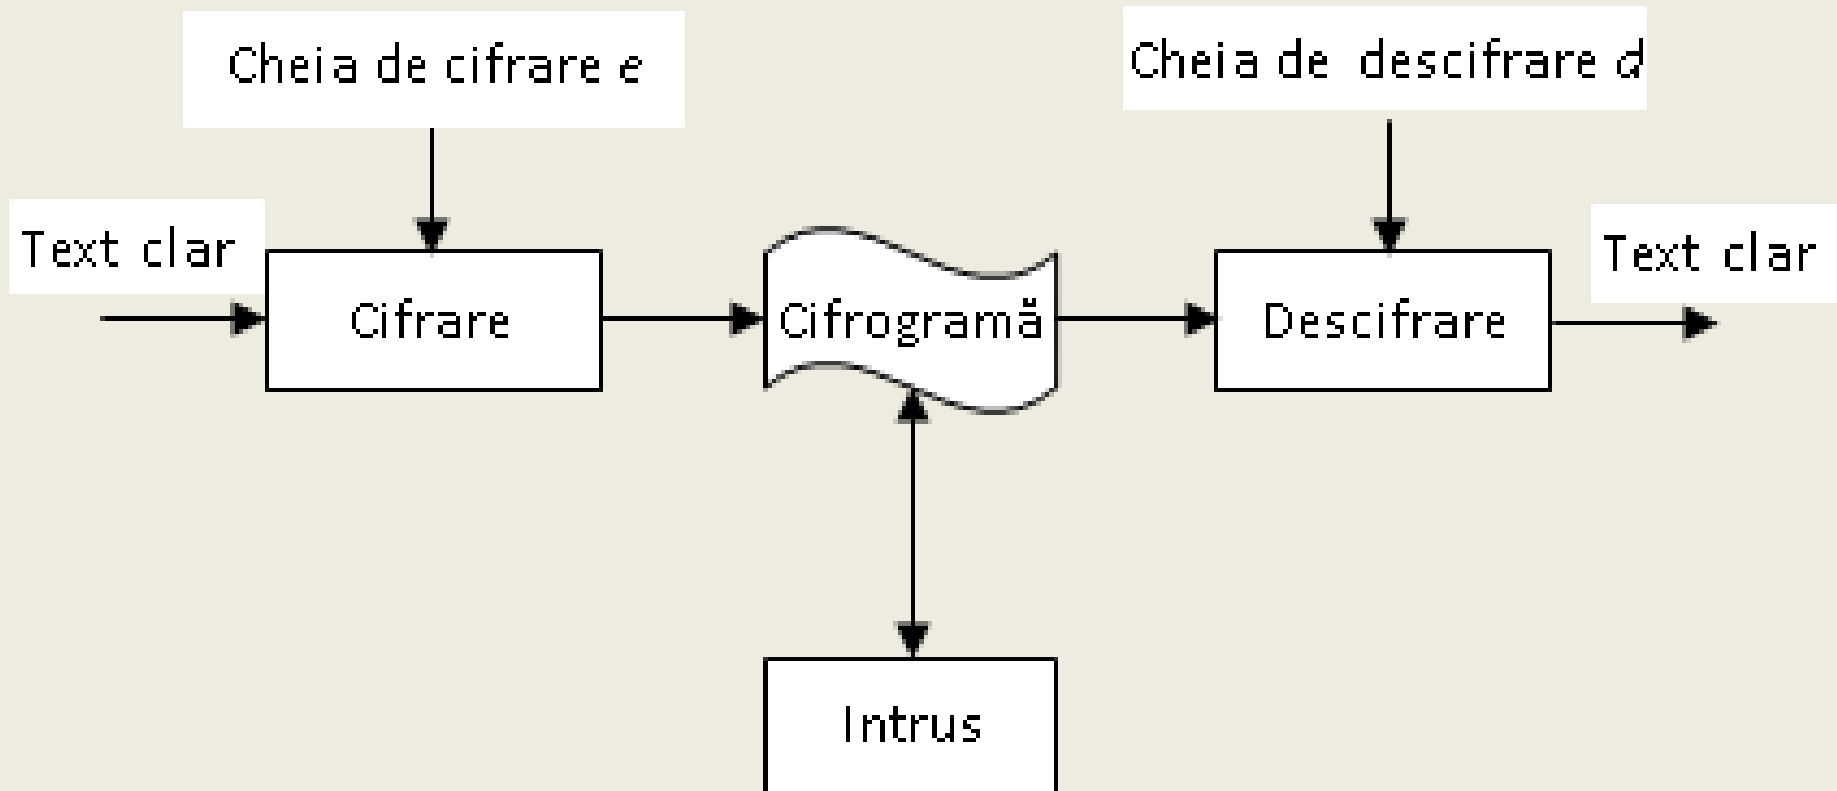 Cheia de cifrare e
Cheia de descifrare d
Text clar
Text clar
Cifrare
Cifrogramă
Descifrare
Intrus